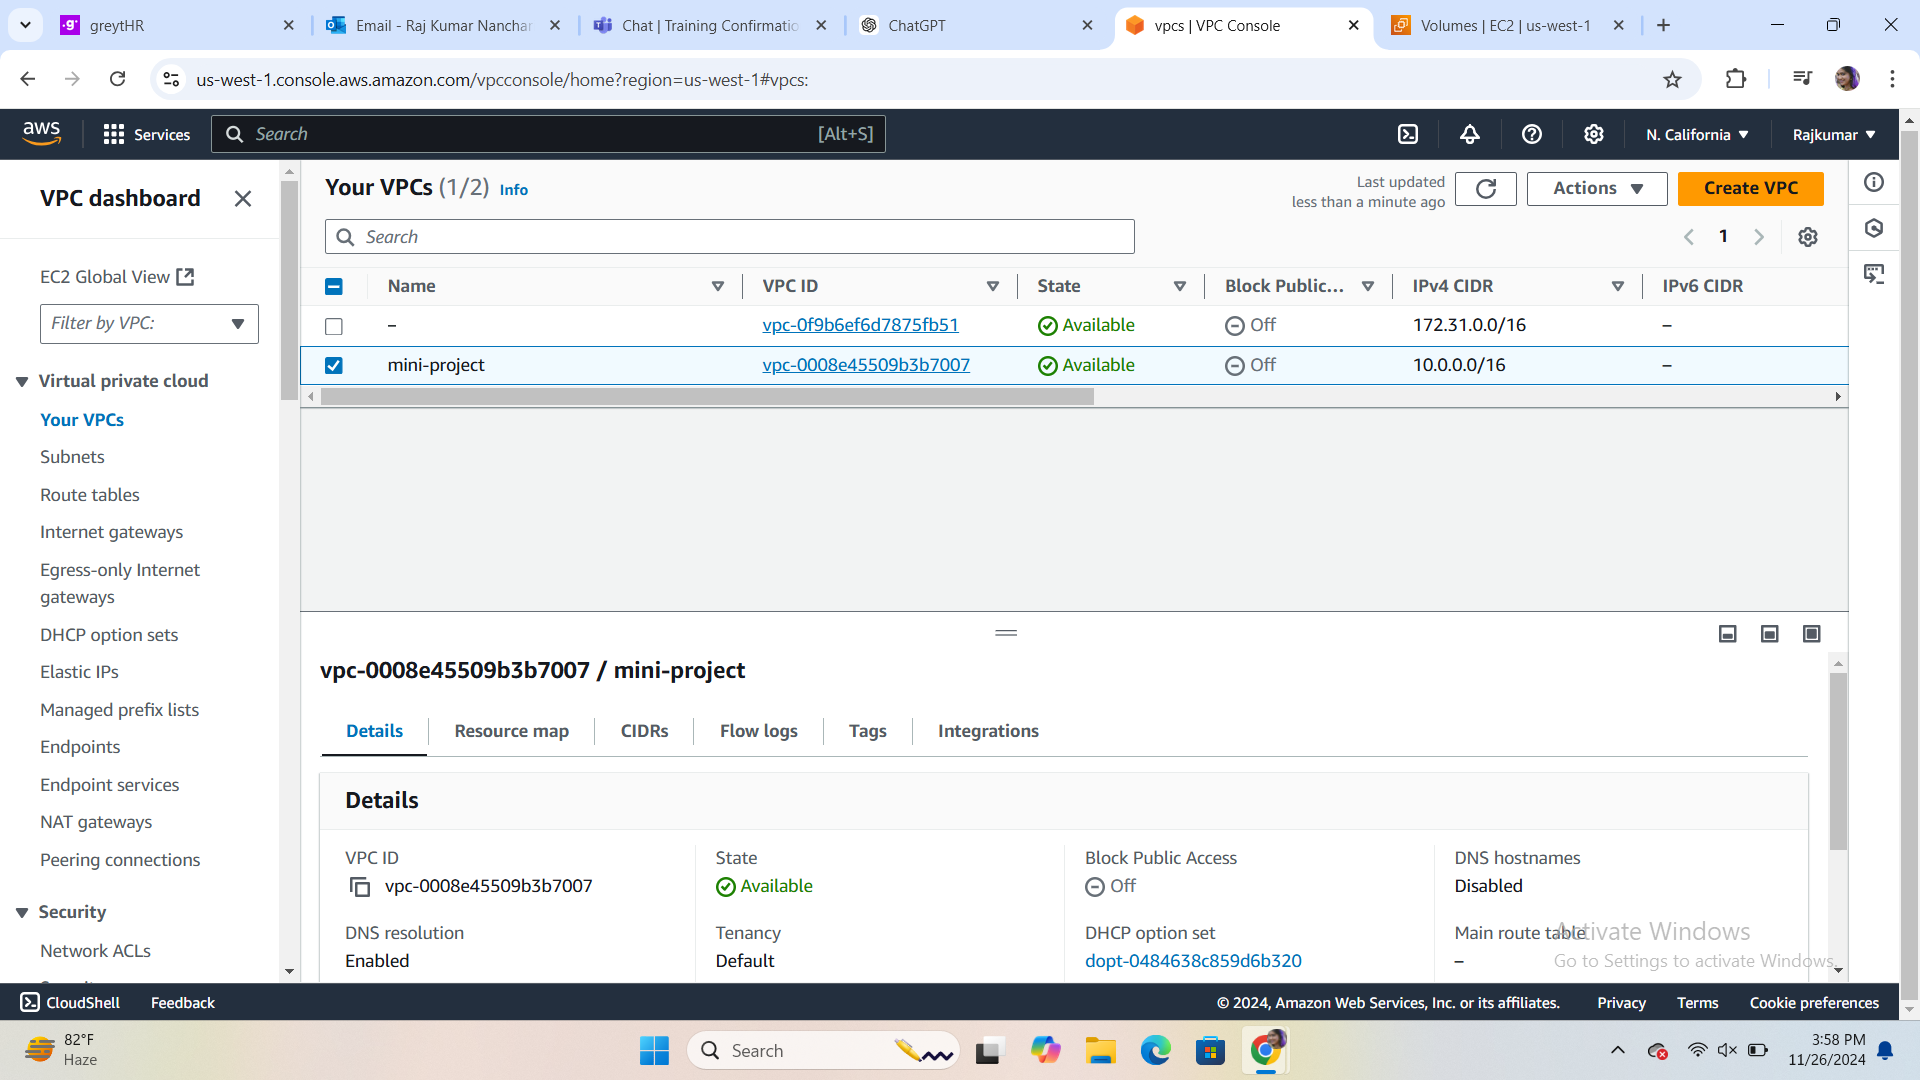 greytHR
Email - Raj Kumar Nanchar
Chat | Training Confirmatio
ChatGPT
vpcs | VPC Console
Volumes | EC2 | us-west-1
us-west-1.console.aws.amazon.com/vpcconsole/home?region=us-west-1#vpcs:
aws
Services
Search
[Alt+S]
N. California
Rajkumar
VPC dashboard
EC2 Global View
Filter by VPC:
Virtual private cloud
Your VPCs
Subnets
Route tables
Internet gateways
Egress-only Internet
gateways
DHCP option sets
Elastic IPs
Managed prefix lists
Endpoints
Endpoint services
NAT gateways
Peering connections
Security
Network ACLs
Your VPCs (1/2) Info
Last updated
less than a minute ago
Actions
Create VPC
Search
1
Name VPC ID State Block Public... IPv4 CIDR IPv6 CIDR
– vpc-0f9b6ef6d7875fb51 Available Off 172.31.0.0/16 –
mini-project vpc-0008e45509b3b7007 Available Off 10.0.0.0/16 –
vpc-0008e45509b3b7007 / mini-project
Details Resource map CIDRs Flow logs Tags Integrations
Details
VPC ID
vpc-0008e45509b3b7007
State
Available
Block Public Access
Off
DNS hostnames
Disabled
DNS resolution
Enabled
Tenancy
Default
DHCP option set
dopt-0484638c859d6b320
Main route table
–
Activate Windows
Go to Settings to activate Windows.
CloudShell
Feedback
© 2024, Amazon Web Services, Inc. or its affiliates.
Privacy
Terms
Cookie preferences
82°F
Haze
Search
3:58 PM
11/26/2024